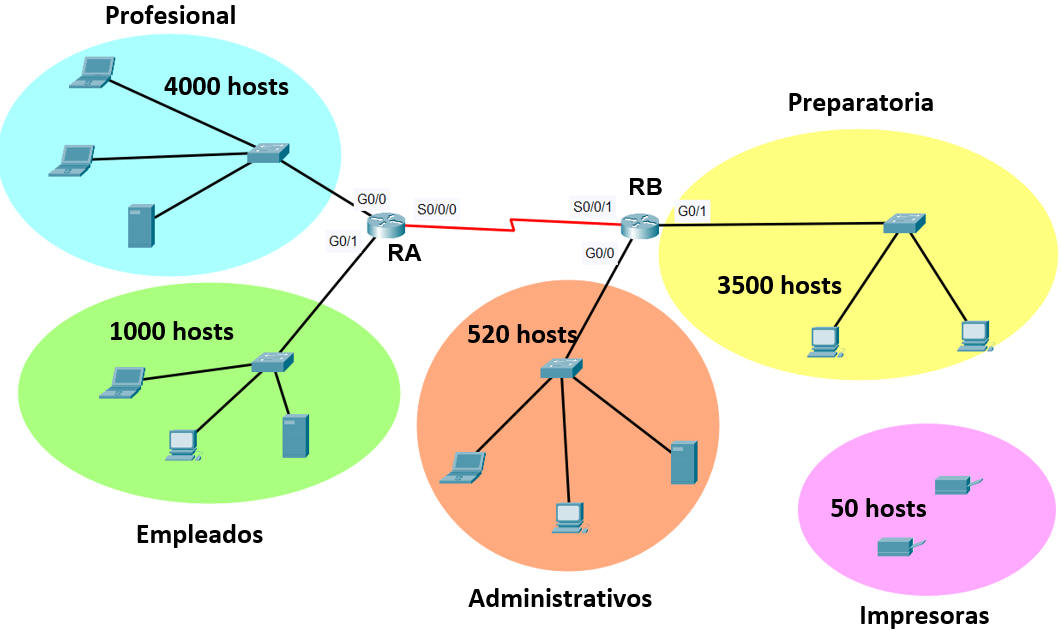 Profesional
4000 hosts
Preparatoria
G0/0
S0/0/0
S0/0/1
RB
G0/1
G0/1
RA
G0/0
3500 hosts
1000 hosts
520 hosts
50 hosts
Empleados
Administrativos
Impresoras